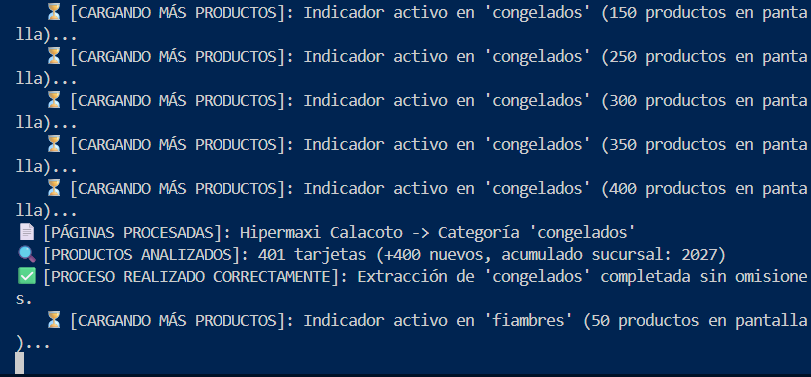 ⏳ [CARGANDO MÁS PRODUCTOS]: Indicador activo en 'congelados' (150 productos en panta
lla)...
⏳ [CARGANDO MÁS PRODUCTOS]: Indicador activo en 'congelados' (250 productos en panta
lla)...
⏳ [CARGANDO MÁS PRODUCTOS]: Indicador activo en 'congelados' (300 productos en panta
lla)...
⏳ [CARGANDO MÁS PRODUCTOS]: Indicador activo en 'congelados' (350 productos en panta
lla)...
⏳ [CARGANDO MÁS PRODUCTOS]: Indicador activo en 'congelados' (400 productos en panta
lla)...
📄 [PÁGINAS PROCESADAS]: Hipermaxi Calacoto -> Categoría 'congelados'
🔍 [PRODUCTOS ANALIZADOS]: 401 tarjetas (+400 nuevos, acumulado sucursal: 2027)
✅ [PROCESO REALIZADO CORRECTAMENTE]: Extracción de 'congelados' completada sin omisione
s.
⏳ [CARGANDO MÁS PRODUCTOS]: Indicador activo en 'fiambres' (50 productos en pantalla
)...